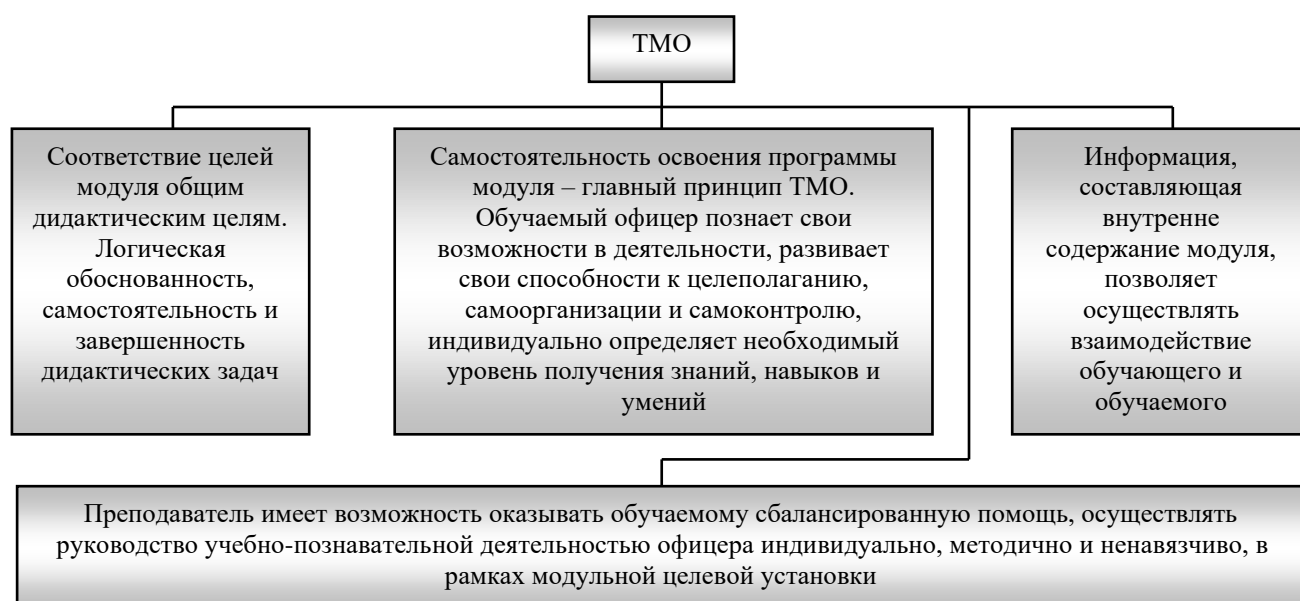 ТМО
Соответствие целей
модуля общим
дидактическим целям.
Логическая
обоснованность,
самостоятельность и
завершенность
дидактических задач
Самостоятельность освоения программы
модуля – главный принцип ТМО.
Обучаемый офицер познает свои
возможности в деятельности, развивает
свои способности к целеполаганию,
самоорганизации и самоконтролю,
индивидуально определяет необходимый
уровень получения знаний, навыков и
умений
Информация,
составляющая
внутренне
содержание модуля,
позволяет
осуществлять
взаимодействие
обучающего и
обучаемого
Преподаватель имеет возможность оказывать обучаемому сбалансированную помощь, осуществлять
руководство учебно-познавательной деятельностью офицера индивидуально, методично и ненавязчиво, в
рамках модульной целевой установки